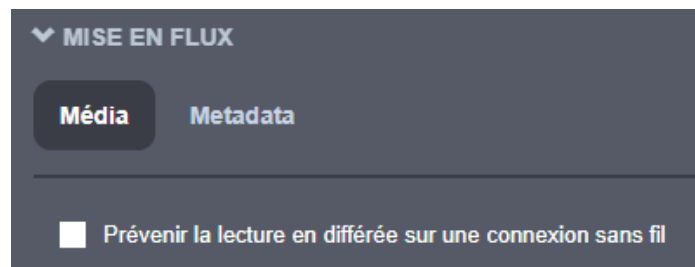 MISE EN FLUX
Média Metadata
Prévenir la lecture en différée sur une connexion sans fil